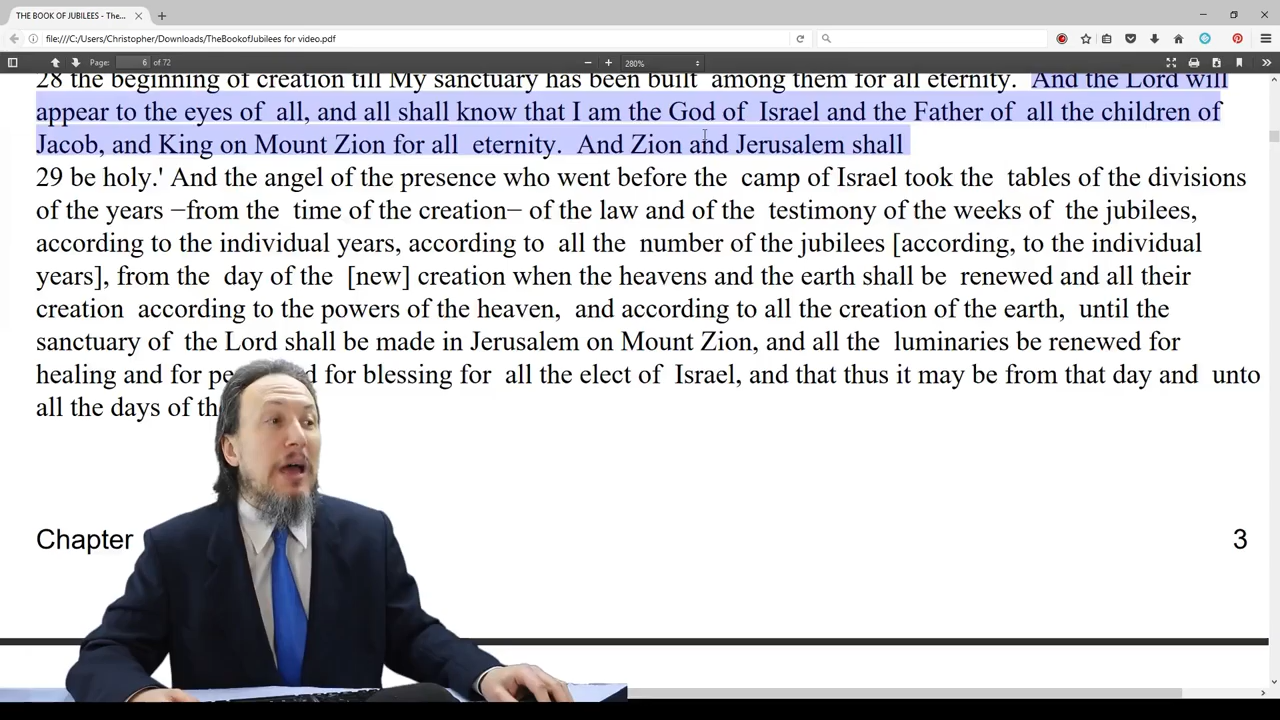 THE BOOK OF JUBILEES - The...
file:///C:/Users/Christopher/Downloads/TheBookofJubilees for video.pdf
Page: 6 of 72
280%
28 the beginning of creation till My sanctuary has been built among them for all eternity. And the Lord will
appear to the eyes of all, and all shall know that I am the God of Israel and the Father of all the children of
Jacob, and King on Mount Zion for all eternity. And Zion and Jerusalem shall
29 be holy.' And the angel of the presence who went before the camp of Israel took the tables of the divisions
of the years −from the time of the creation− of the law and of the testimony of the weeks of the jubilees,
according to the individual years, according to all the number of the jubilees [according, to the individual
years], from the day of the [new] creation when the heavens and the earth shall be renewed and all their
creation according to the powers of the heaven, and according to all the creation of the earth, until the
sanctuary of the Lord shall be made in Jerusalem on Mount Zion, and all the luminaries be renewed for
healing and for for blessing for all the elect of Israel, and that thus it may be from that day and unto
all the days of
Chapter 3